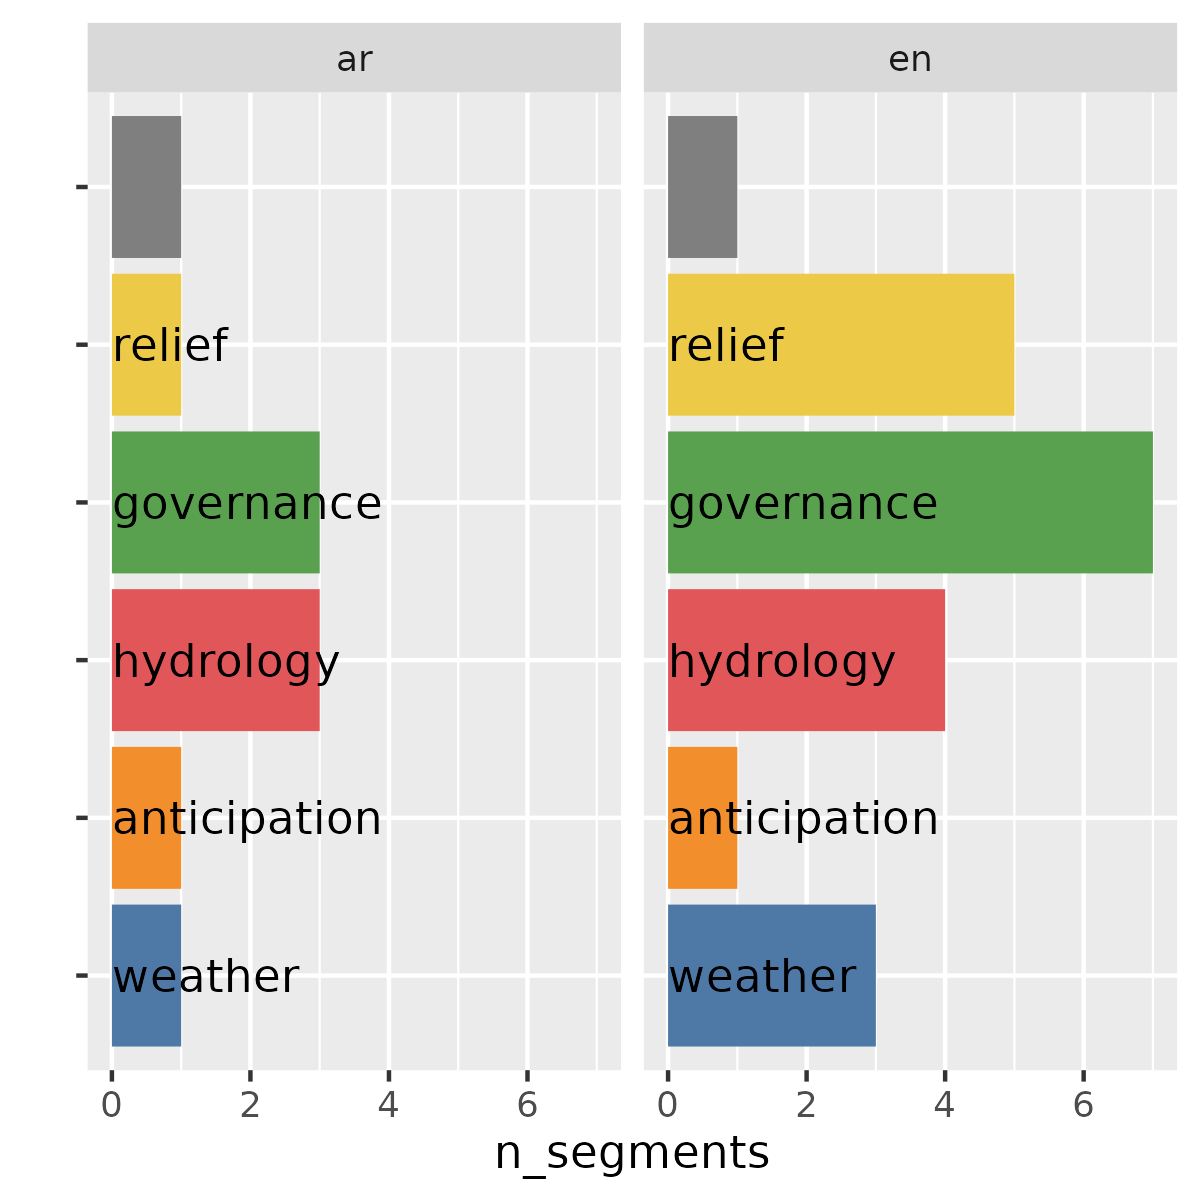 ar
relief
governance
hydrology
anticipation
weather
0 2 4 6
en
relief
governance
hydrology
anticipation
weather
0 2 4 6
n_segments